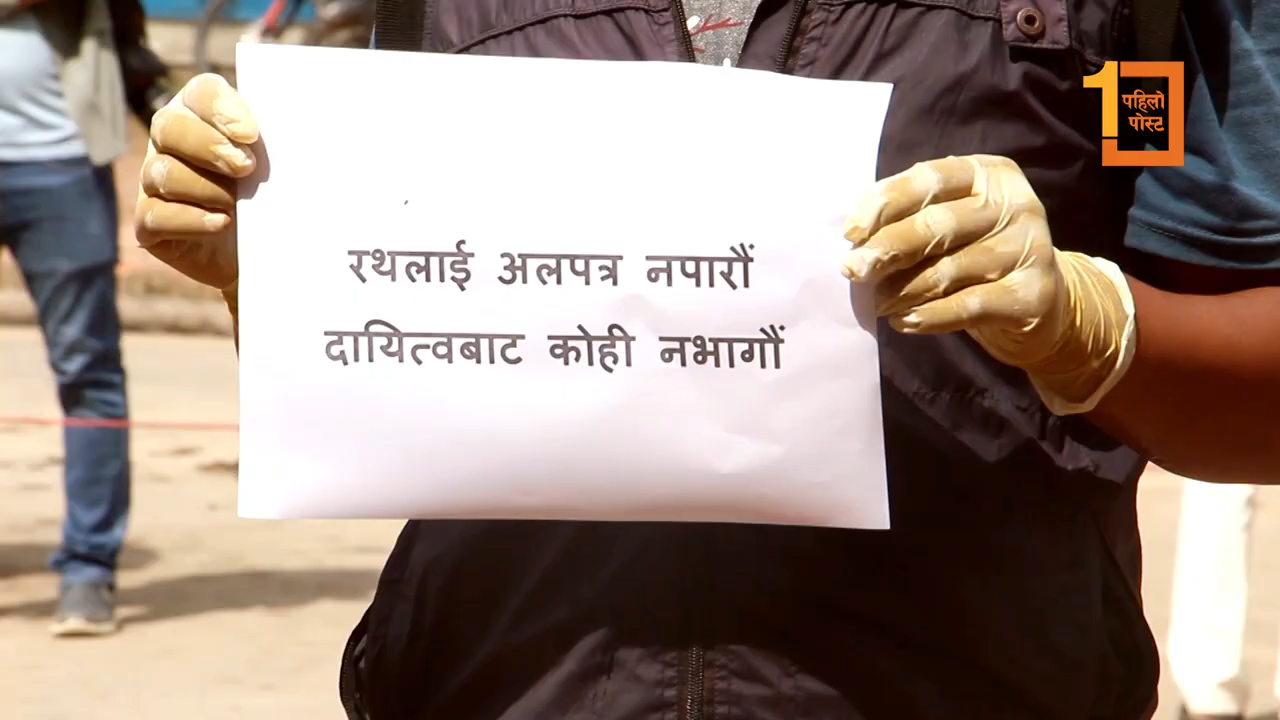 पहिलो
पोस्ट
रथलाई अलपत्र नपारौं
दायित्वबाट कोही नभागौं